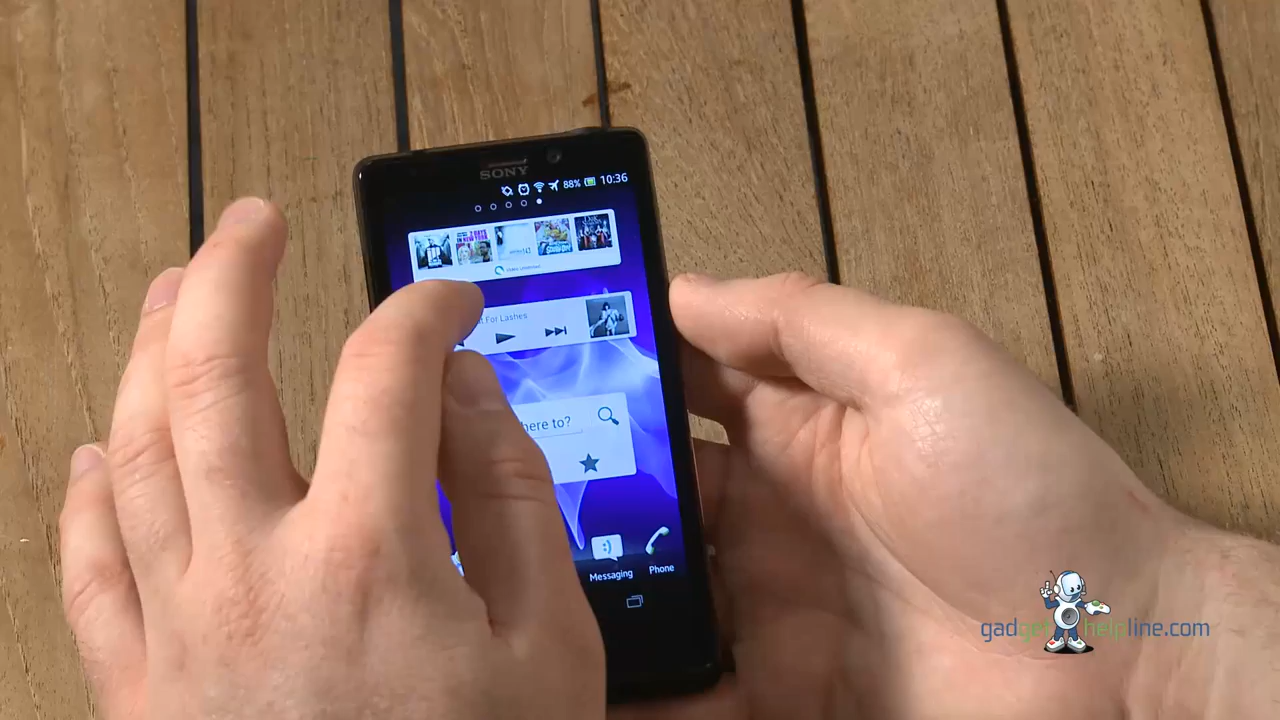 SONY
88% 10:36
Video Unlimited
t For Lashes
here to?
Messaging
Phone
gadgethelpline.com